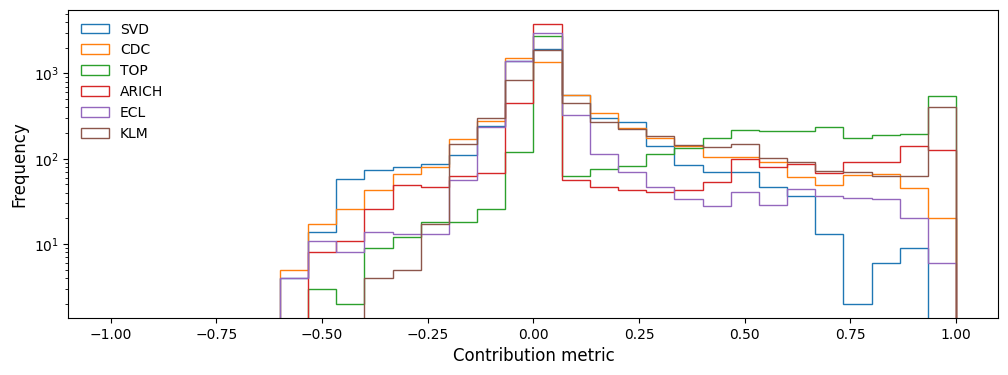 SVD
CDC
TOP
ARICH
ECL
KLM
Frequency
10³
10²
10¹
−1.00 −0.75 −0.50 −0.25 0.00 0.25 0.50 0.75 1.00
Contribution metric